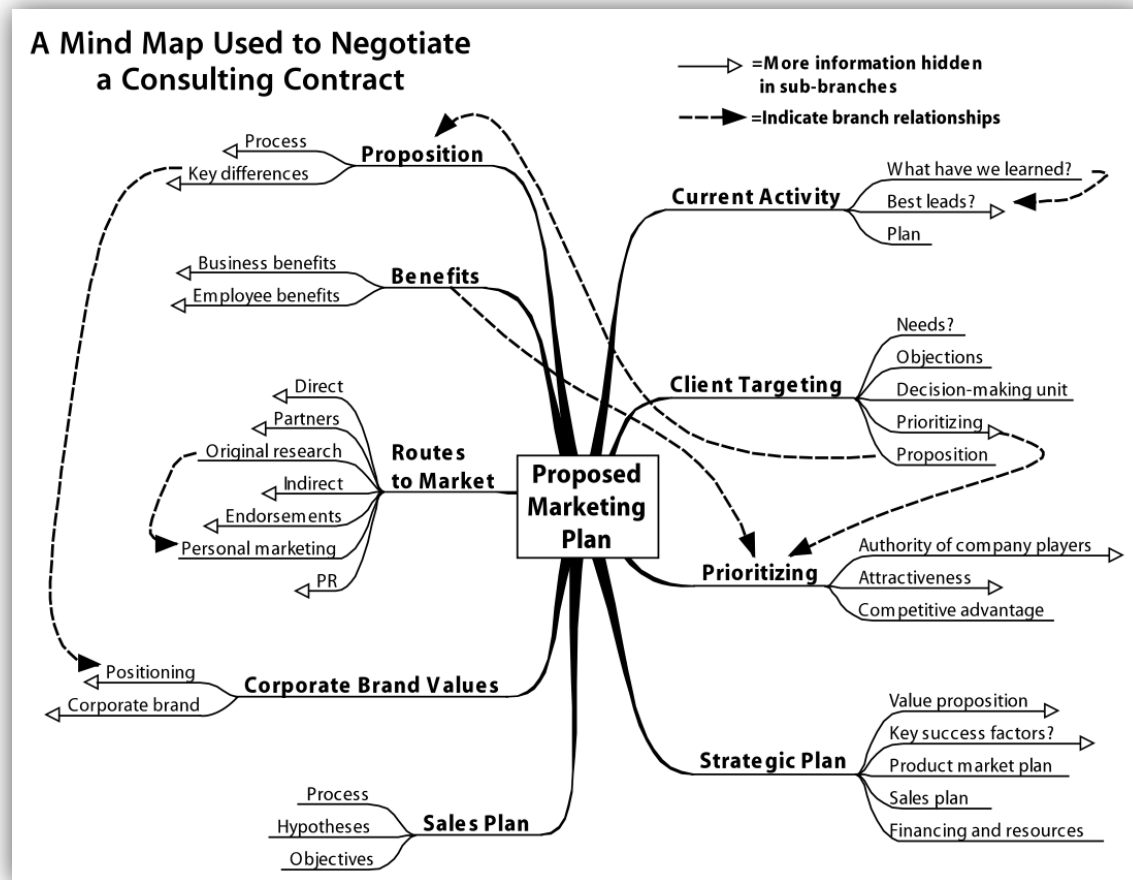 A Mind Map Used to Negotiate
a Consulting Contract
=More information hidden
in sub-branches
=Indicate branch relationships
Proposition
Process
Key differences
Benefits
Business benefits
Employee benefits
Routes
to Market
Direct
Partners
Original research
Indirect
Endorsements
Personal marketing
PR
Corporate Brand Values
Positioning
Corporate brand
Sales Plan
Process
Hypotheses
Objectives
Proposed
Marketing
Plan
Current Activity
What have we learned?
Best leads?
Plan
Client Targeting
Needs?
Objections
Decision-making unit
Prioritizing
Proposition
Prioritizing
Authority of company players
Attractiveness
Competitive advantage
Strategic Plan
Value proposition
Key success factors?
Product market plan
Sales plan
Financing and resources